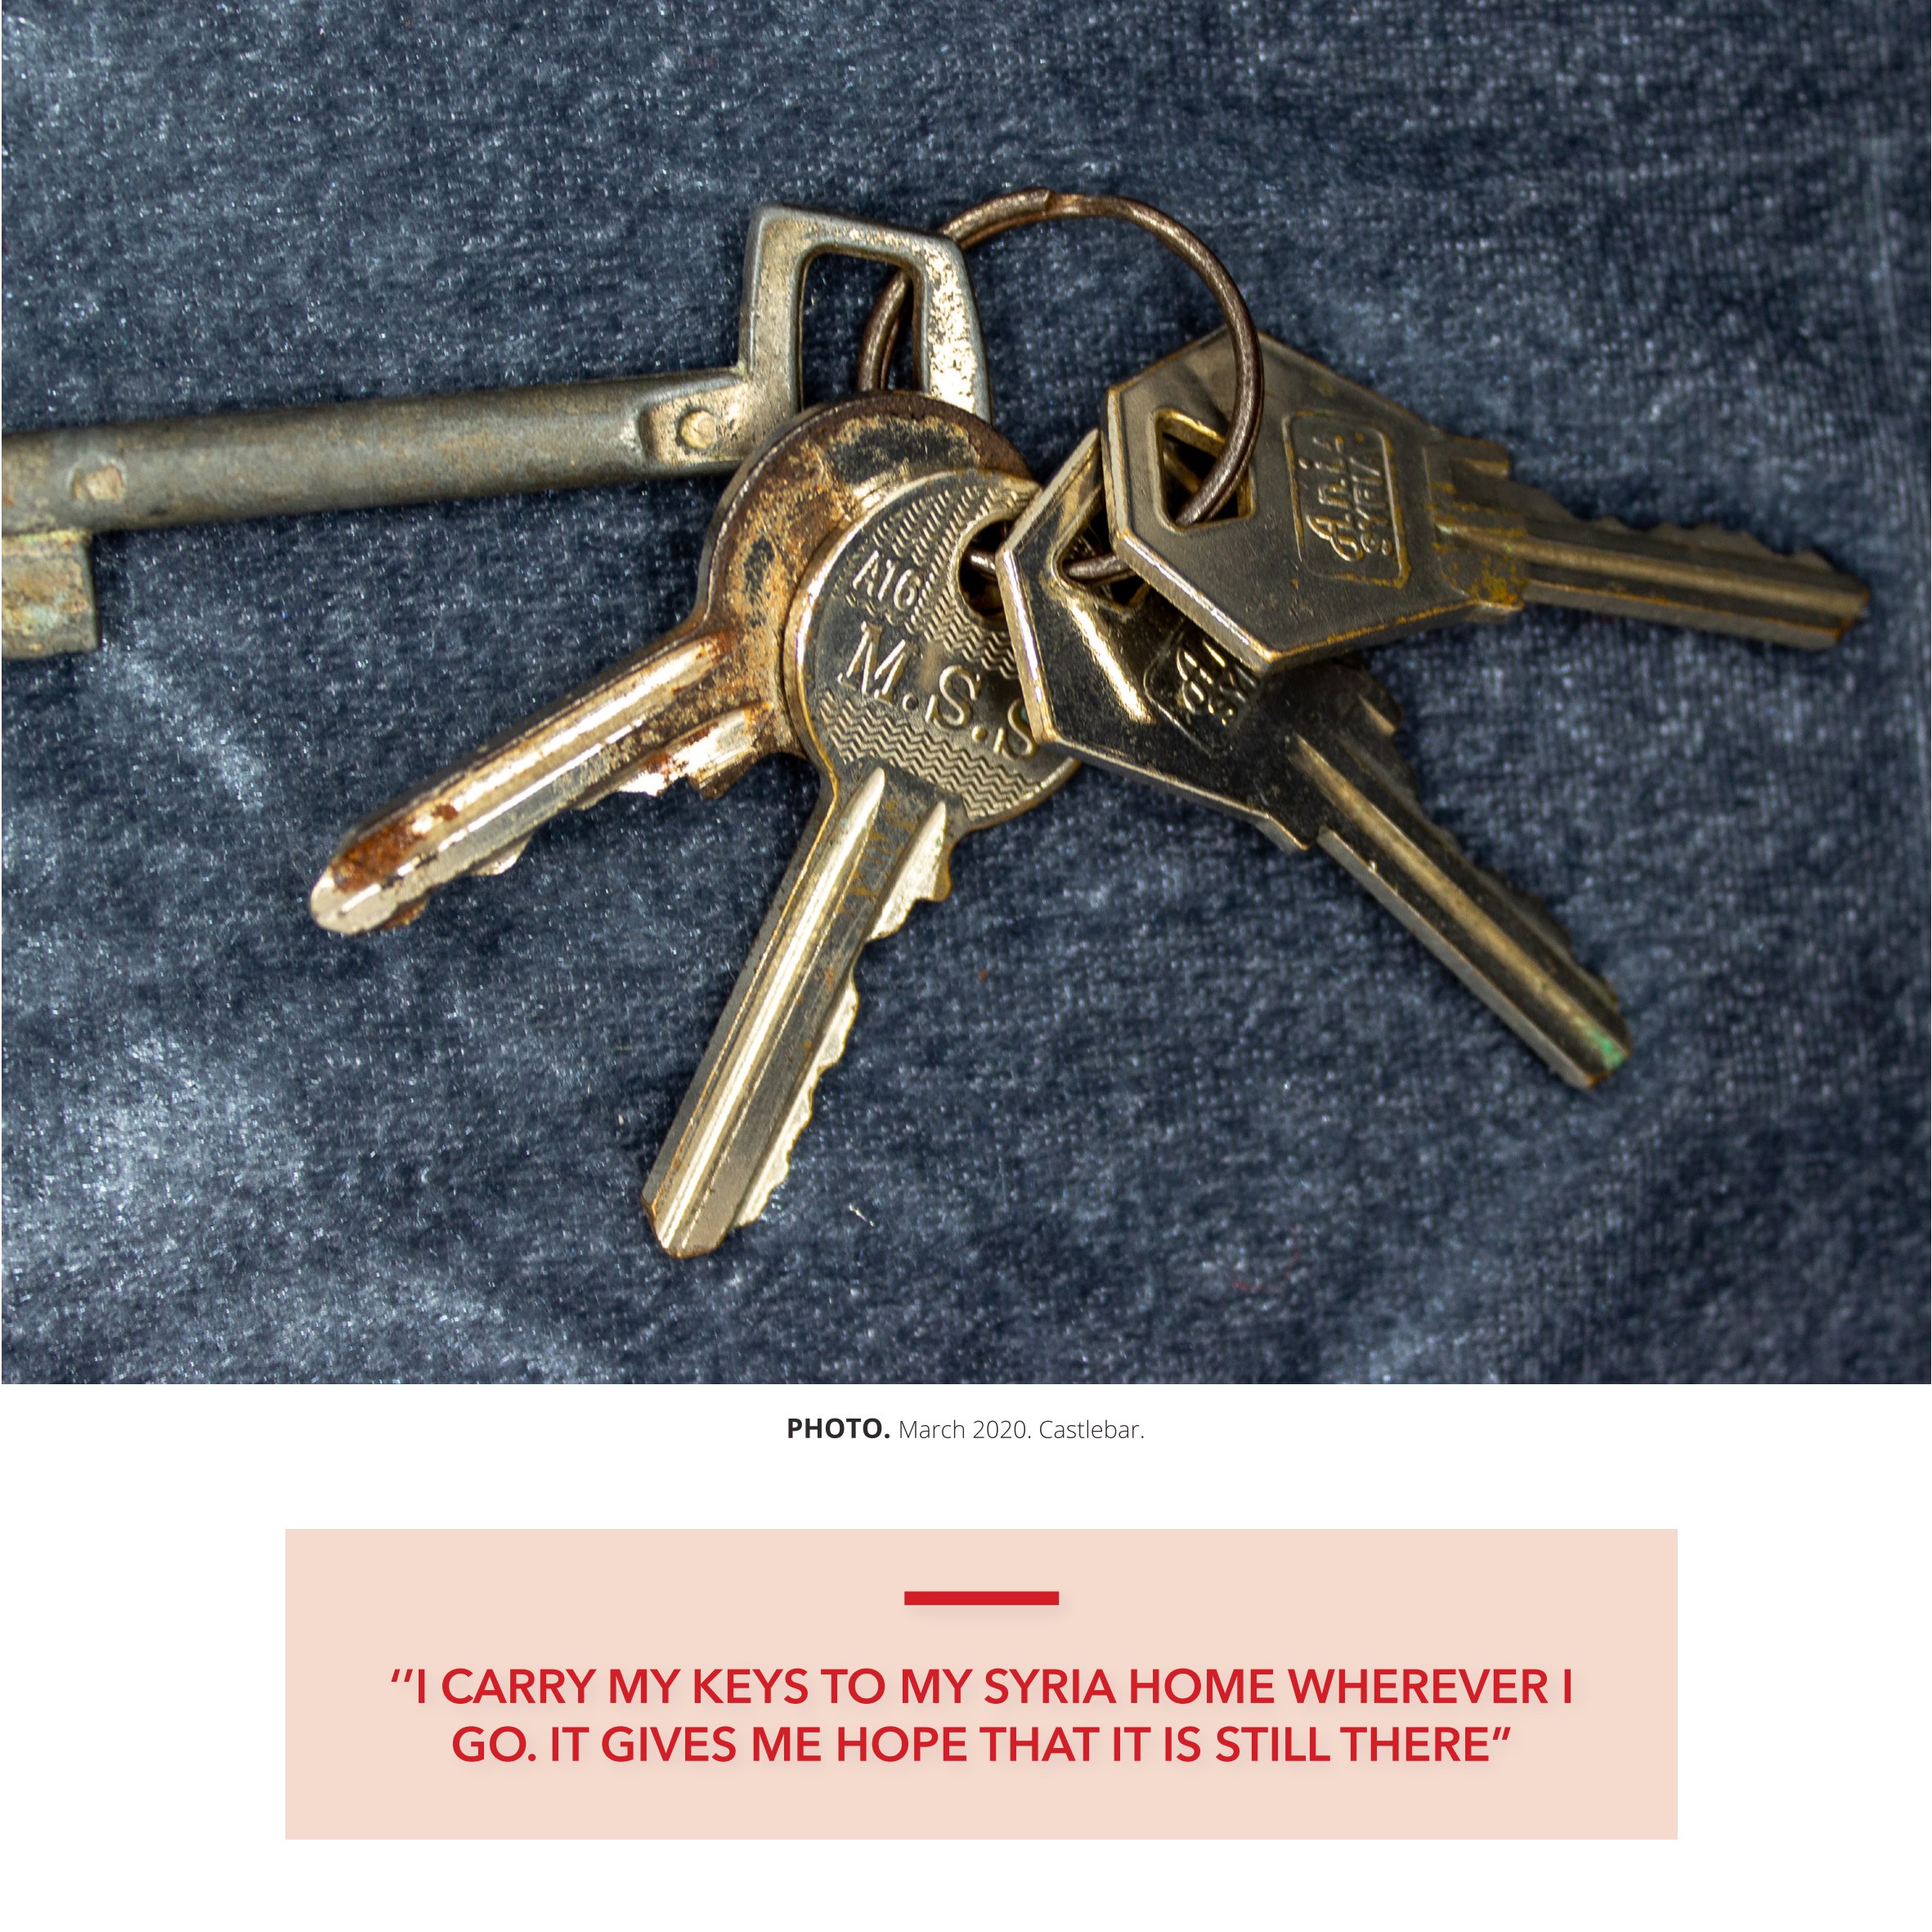 A16
M.S.S
Anil
PHOTO. March 2020. Castlebar.
‘‘I CARRY MY KEYS TO MY SYRIA HOME WHEREVER I
GO. IT GIVES ME HOPE THAT IT IS STILL THERE”